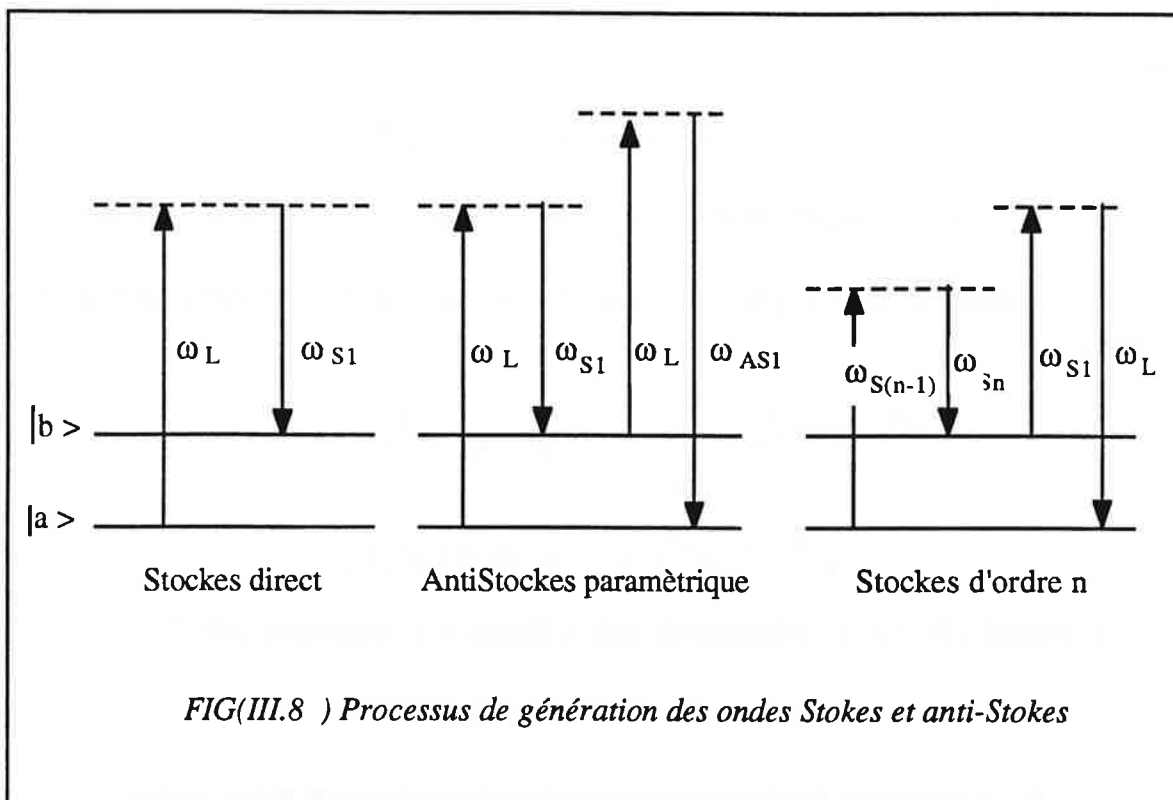 ω L ω S1 ω L ω S1 ω L ω AS1 ω S(n-1) ω Sn ω S1 ω L
|b >
|a >
Stockes direct AntiStockes paramètrique Stockes d'ordre n
FIG(III.8 ) Processus de génération des ondes Stokes et anti-Stokes